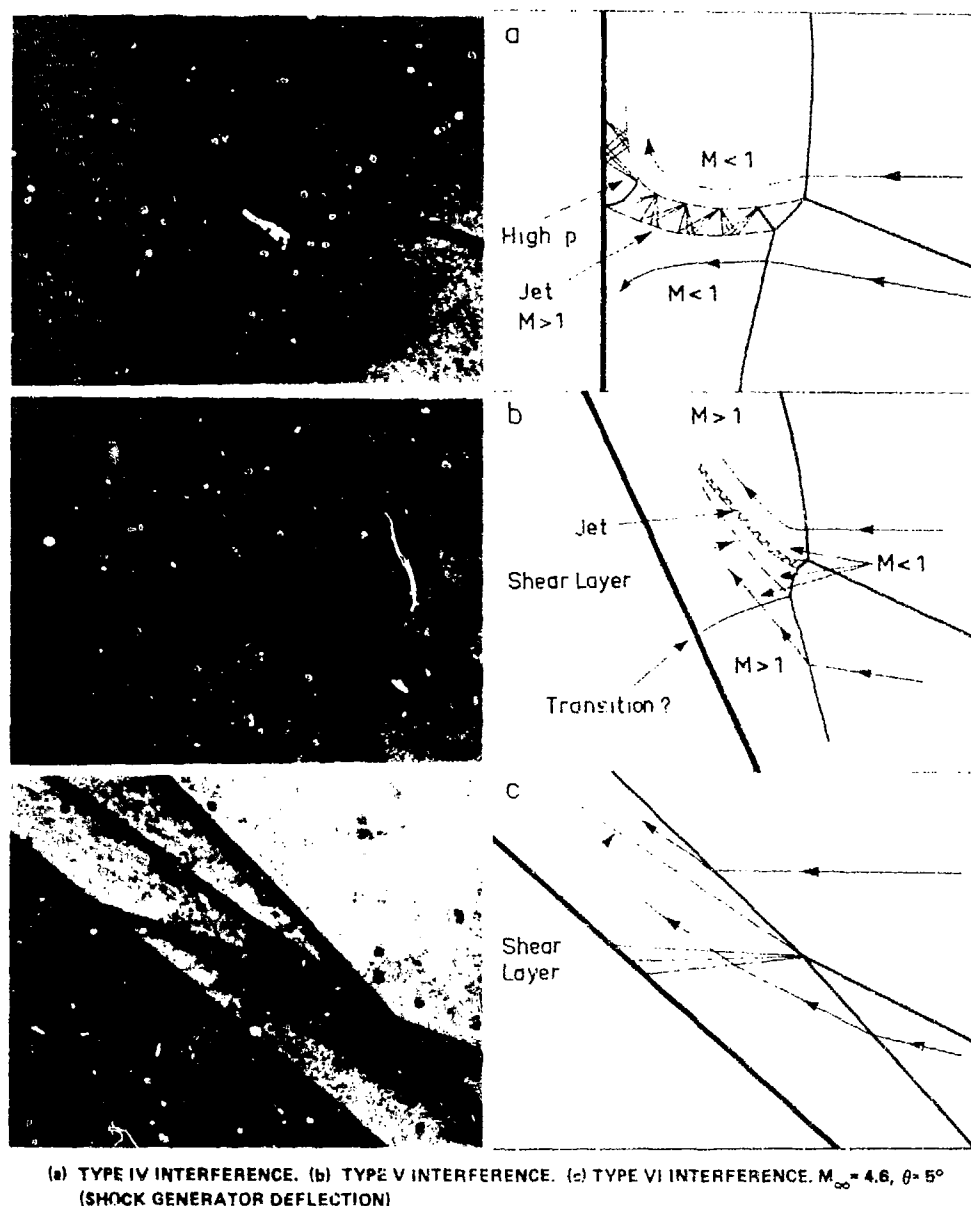 a
M < 1
High p
Jet
M > 1
M < 1
b
M > 1
Jet
M < 1
Shear Layer
M > 1
Transition ?
c
Shear
Layer
(a) TYPE IV INTERFERENCE. (b) TYPE V INTERFERENCE. (c) TYPE VI INTERFERENCE. M∞= 4.6, θ= 5°
(SHOCK GENERATOR DEFLECTION)